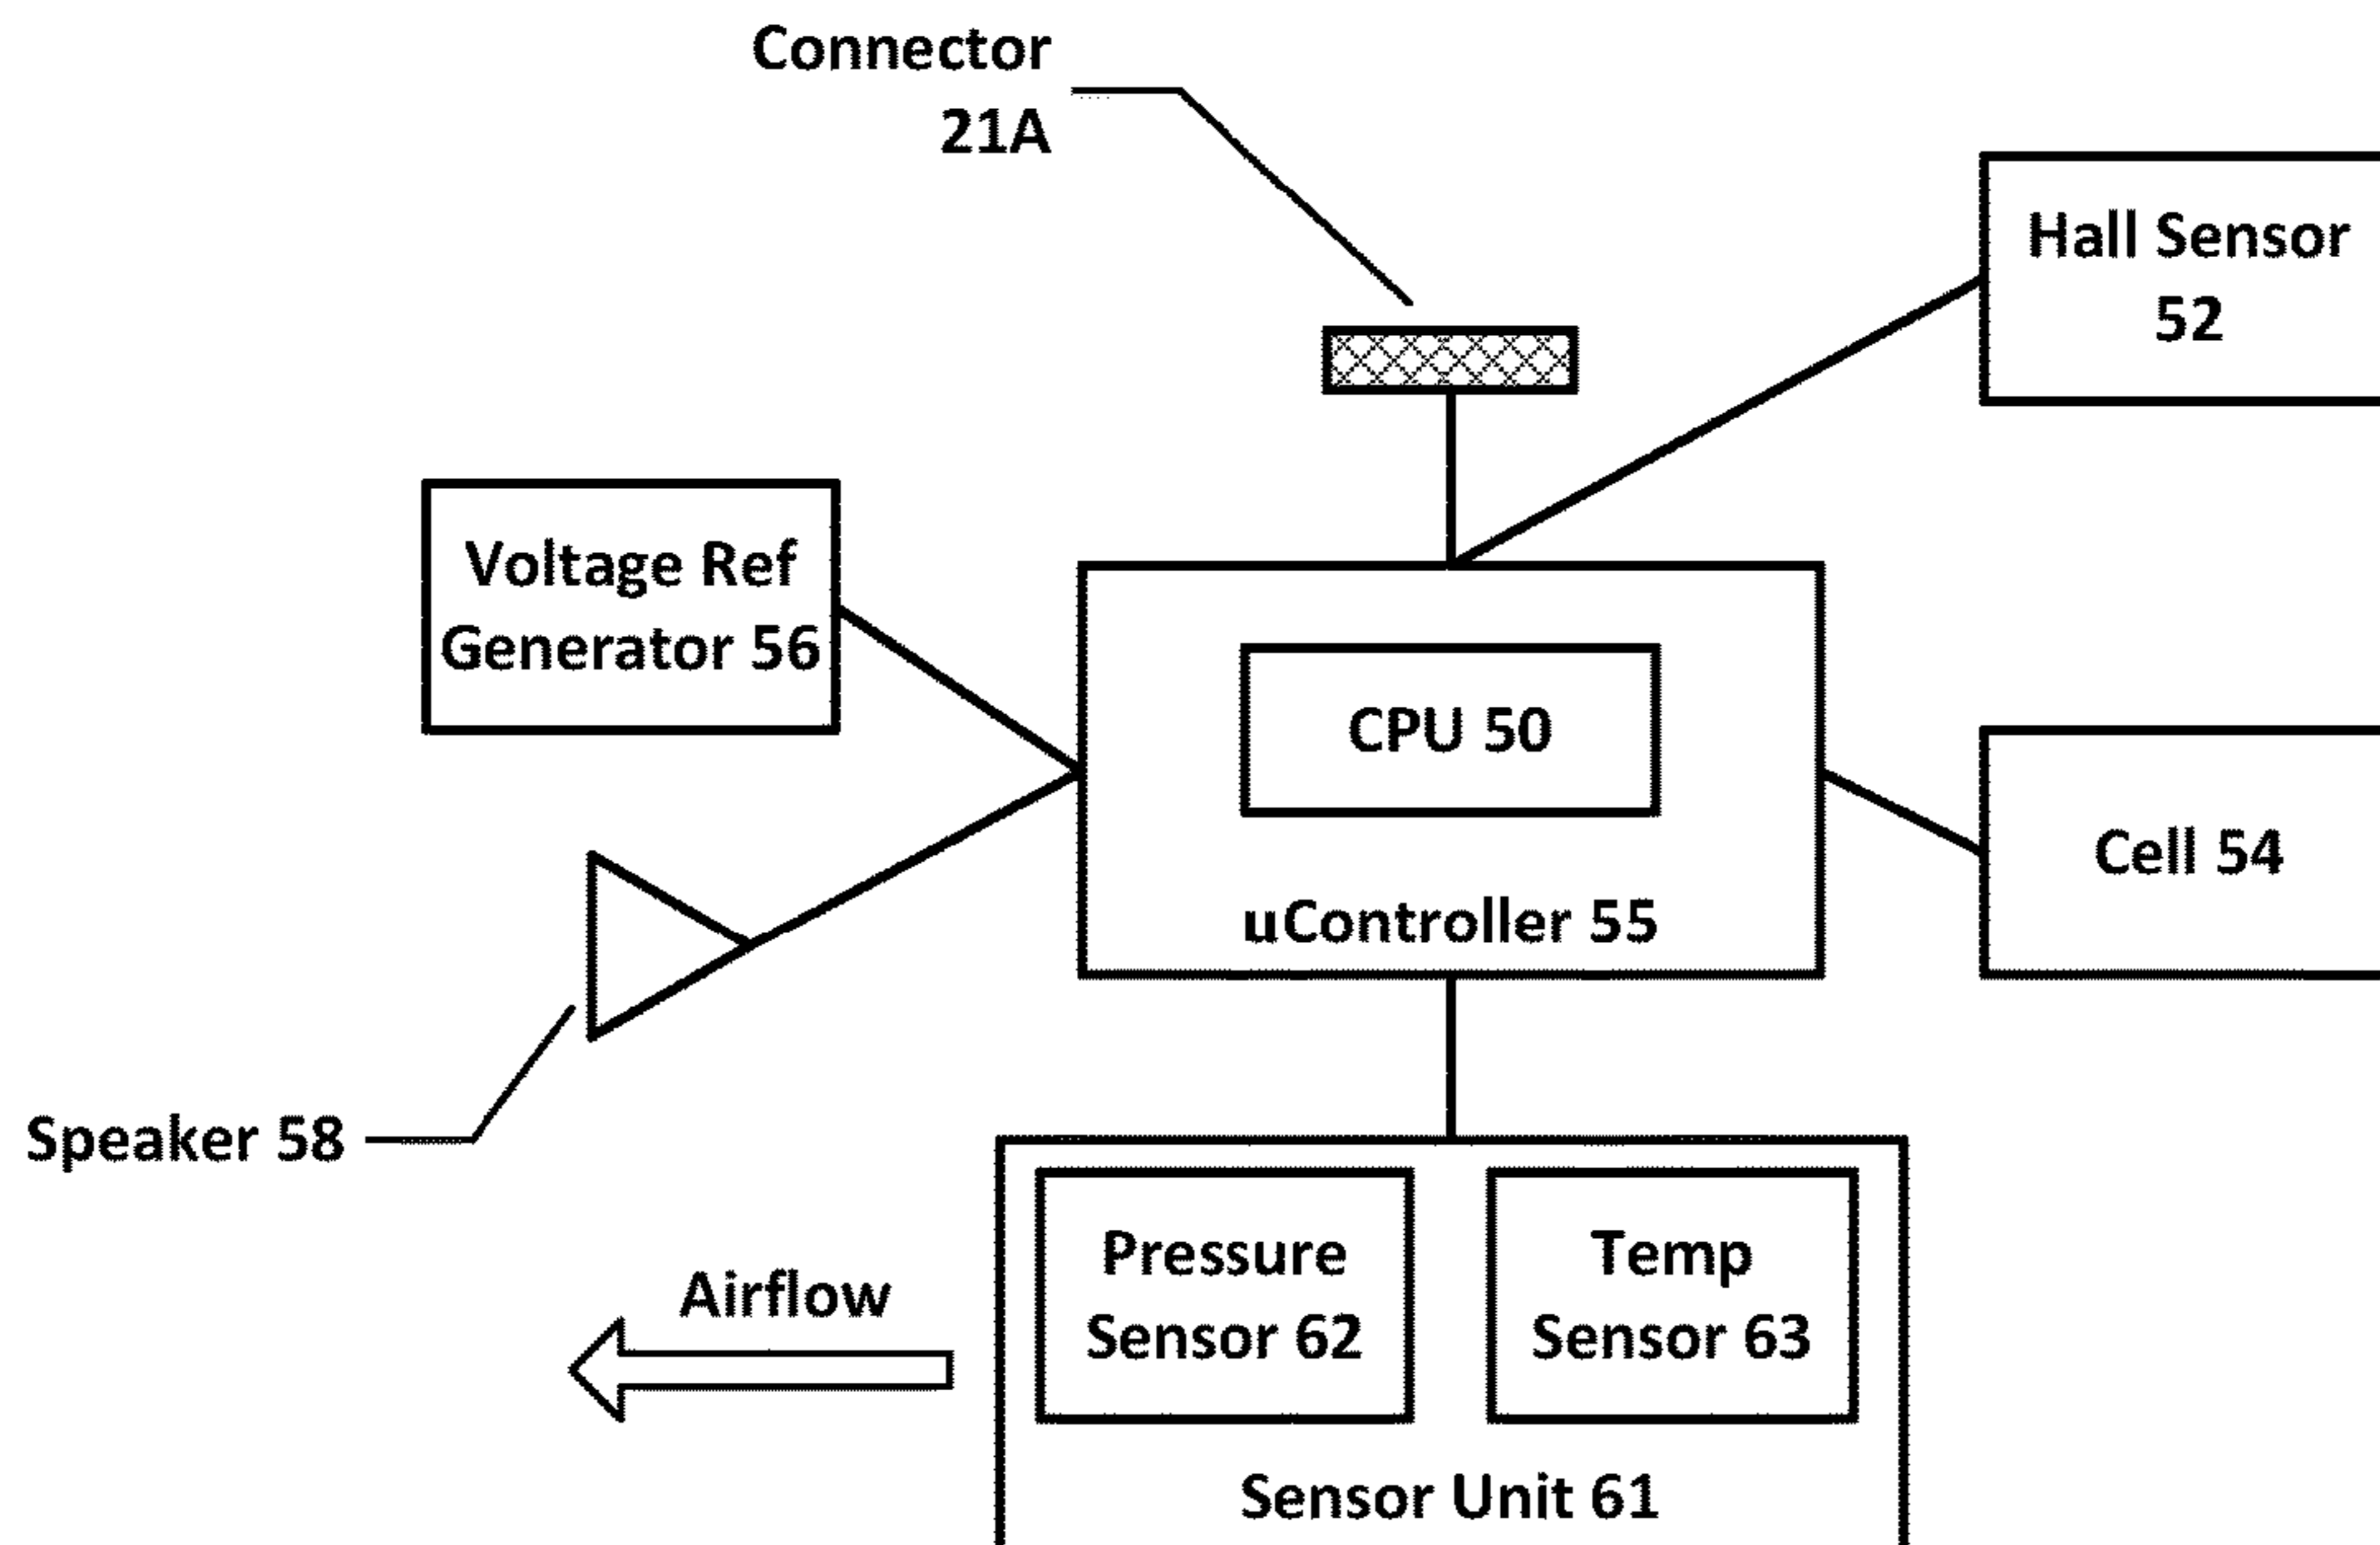 Connector
21A
Hall Sensor
52
Voltage Ref
Generator 56
CPU 50
uController 55
Cell 54
Speaker 58
Airflow
Pressure
Sensor 62
Temp
Sensor 63
Sensor Unit 61